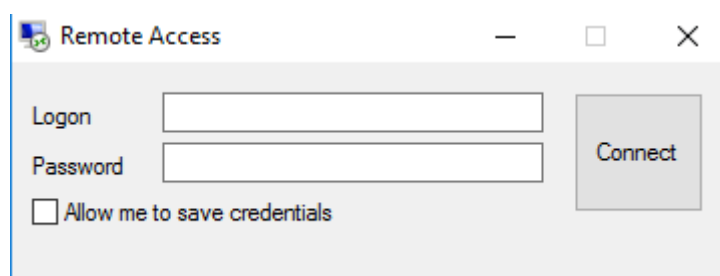 Remote Access
Logon
Connect
Password
Allow me to save credentials